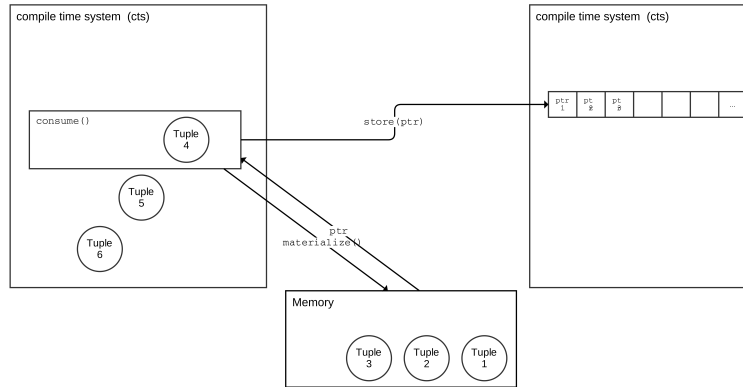 compile time system (cts)
compile time system (cts)
ptr
1
pt
pt
...
consume()
Tuple
4
store(ptr)
Tuple
5
Tuple
6
ptr
materialize()
Memory
Tuple
3
Tuple
2
Tuple
1